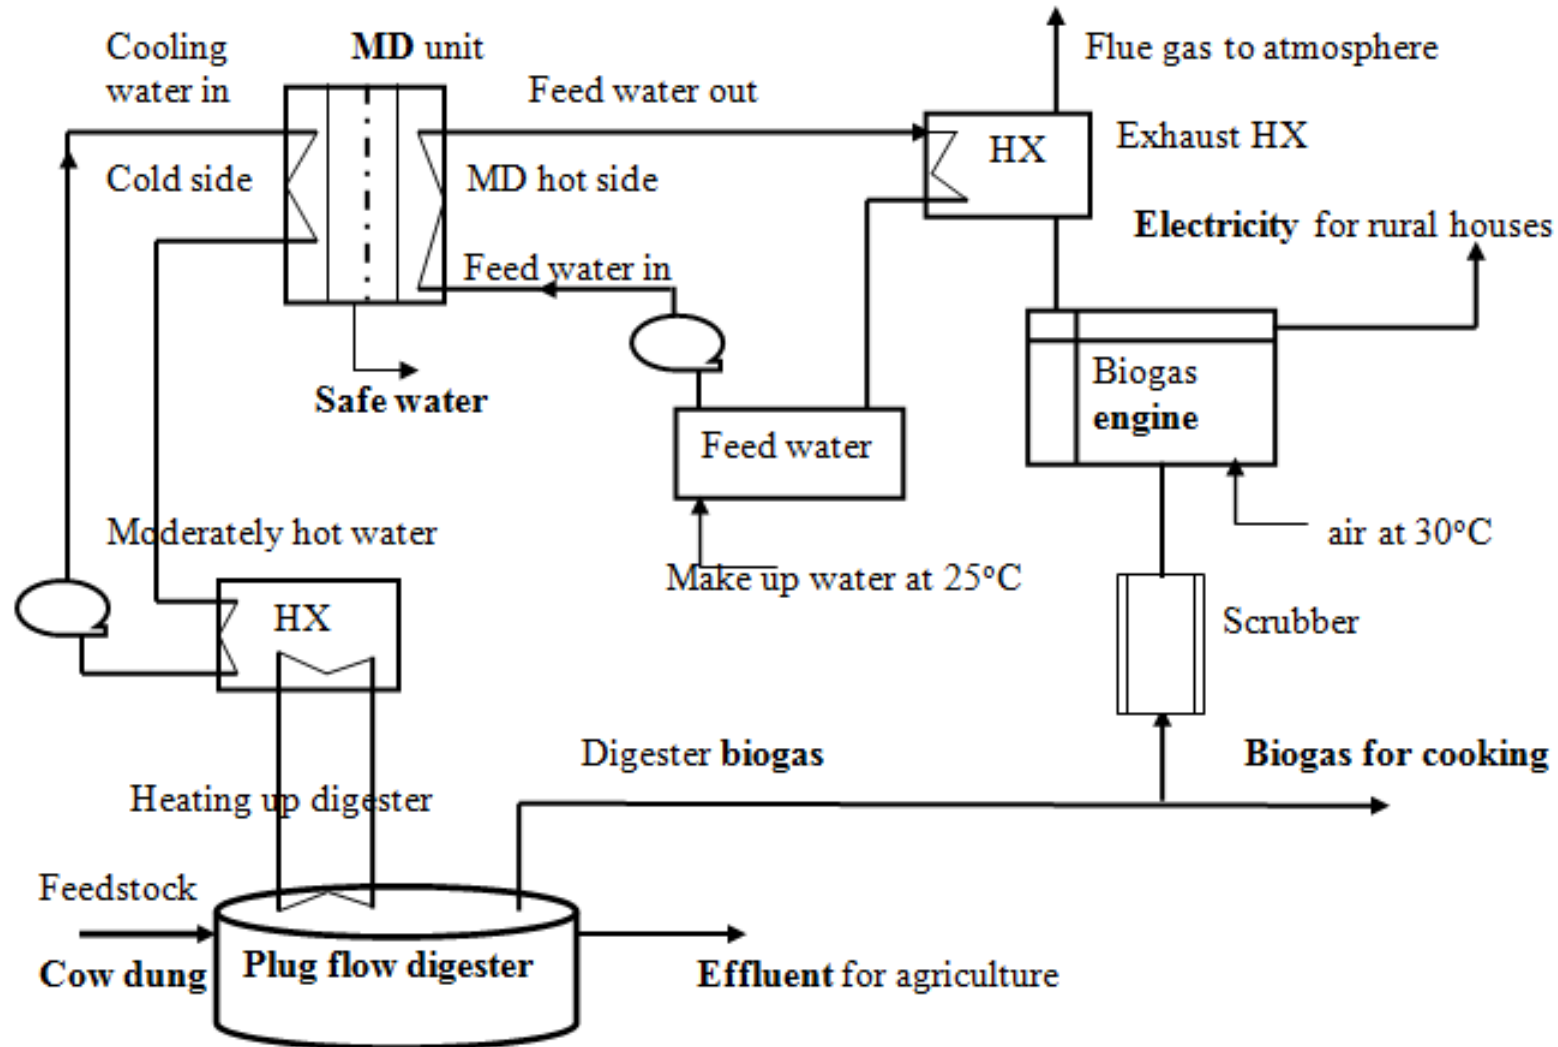 Cooling
water in
MD unit
Feed water out
Flue gas to atmosphere
HX
Exhaust HX
Cold side
MD hot side
Electricity for rural houses
Feed water in
Biogas
engine
Safe water
Feed water
Moderately hot water
air at 30°C
Make up water at 25°C
HX
Scrubber
Digester biogas
Biogas for cooking
Heating up digester
Feedstock
Cow dung
Plug flow digester
Effluent for agriculture